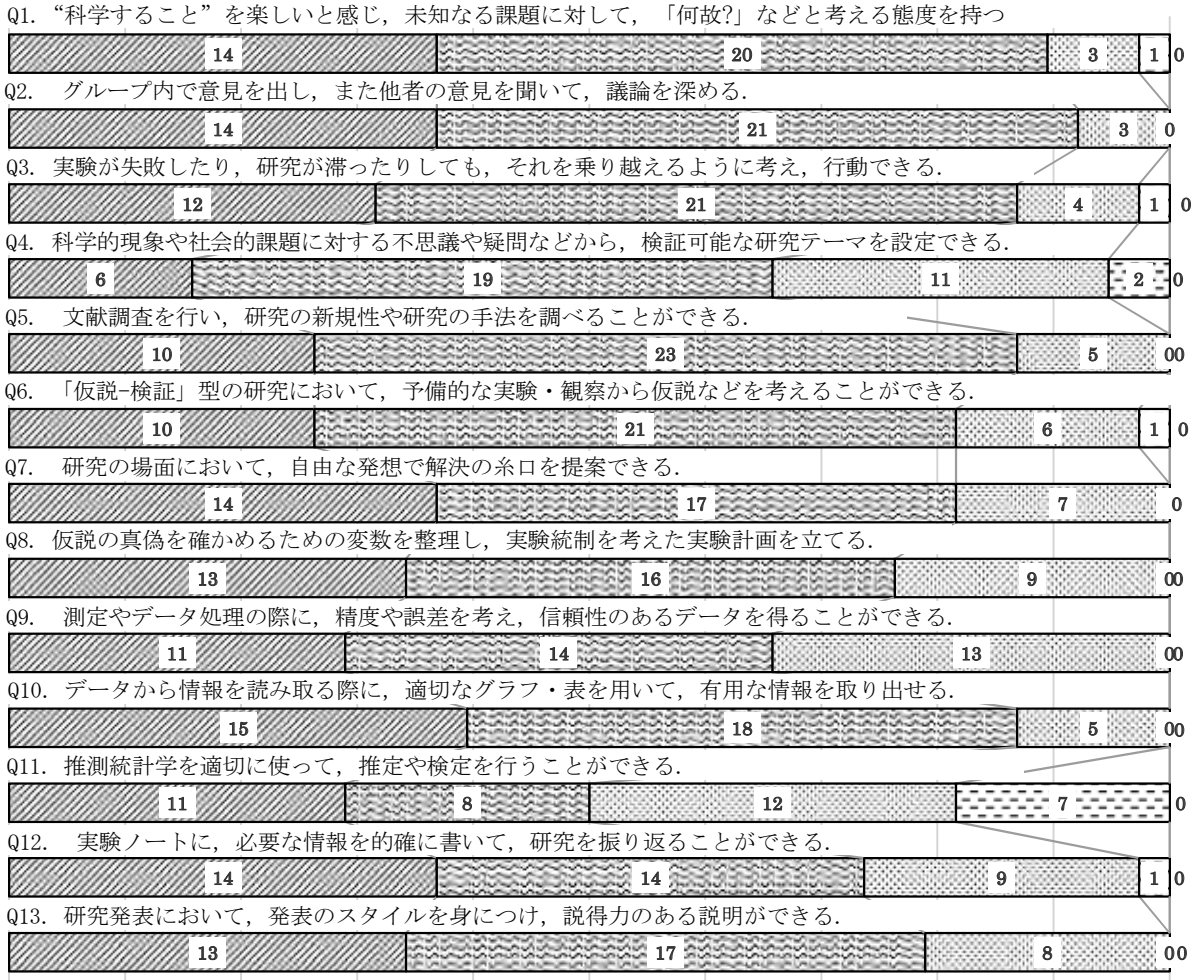 Q1. “科学すること”を楽しいと感じ，未知なる課題に対して，「何故?」などと考える態度を持つ
14 20 3 1 0
Q2. グループ内で意見を出し，また他者の意見を聞いて，議論を深める．
14 21 3 0
Q3. 実験が失敗したり，研究が滞ったりしても，それを乗り越えるように考え，行動できる．
12 21 4 1 0
Q4. 科学的現象や社会的課題に対する不思議や疑問などから，検証可能な研究テーマを設定できる．
6 19 11 2 0
Q5. 文献調査を行い，研究の新規性や研究の手法を調べることができる．
10 23 5 00
Q6. 「仮説-検証」型の研究において，予備的な実験・観察から仮説などを考えることができる．
10 21 6 1 0
Q7. 研究の場面において，自由な発想で解決の糸口を提案できる．
14 17 7 0
Q8. 仮説の真偽を確かめるための変数を整理し，実験統制を考えた実験計画を立てる．
13 16 9 00
Q9. 測定やデータ処理の際に，精度や誤差を考え，信頼性のあるデータを得ることができる．
11 14 13 00
Q10. データから情報を読み取る際に，適切なグラフ・表を用いて，有用な情報を取り出せる．
15 18 5 00
Q11. 推測統計学を適切に使って，推定や検定を行うことができる．
11 8 12 7 0
Q12. 実験ノートに，必要な情報を的確に書いて，研究を振り返ることができる．
14 14 9 1 0
Q13. 研究発表において，発表のスタイルを身につけ，説得力のある説明ができる．
13 17 8 00